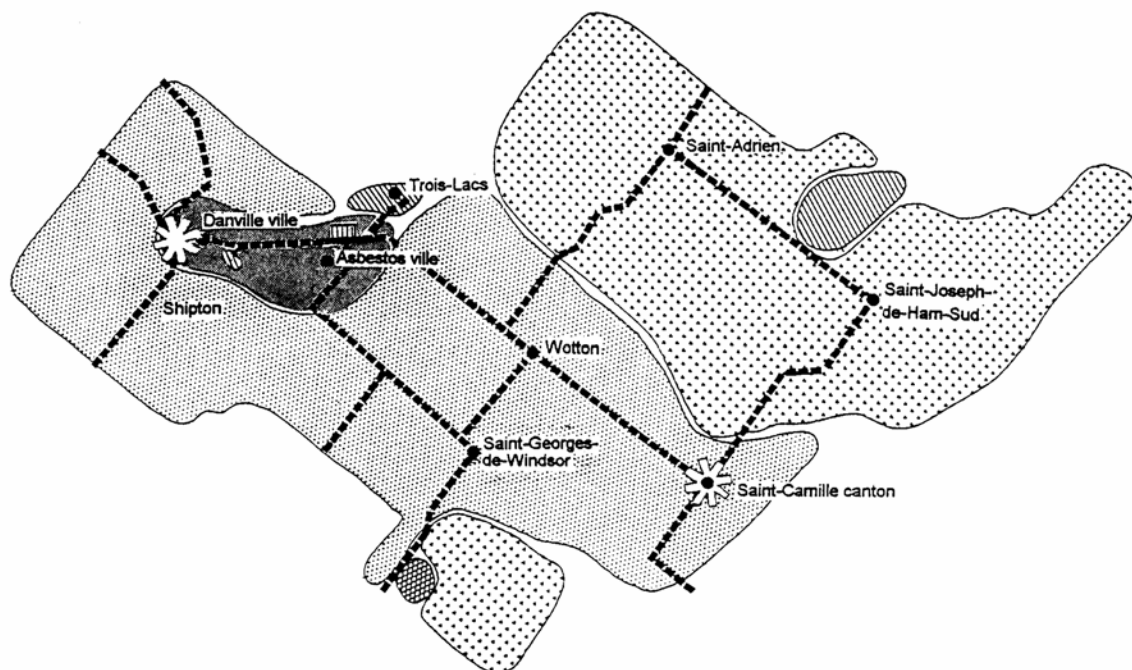 Saint-Adrien
Trois-Lacs
Danville ville
Asbestos ville
Saint-Joseph-
de-Ham-Sud
Shipton
Wotton
Saint-Georges-
de-Windsor
Saint-Camille canton